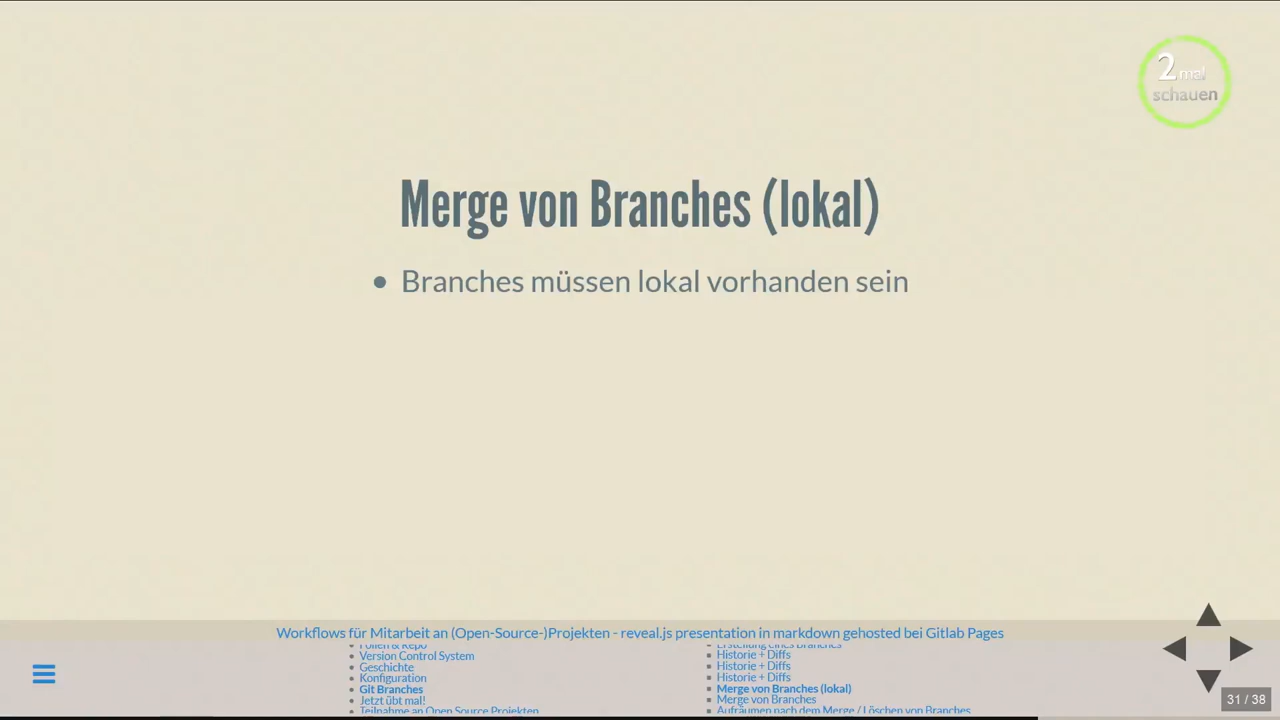 2 mal
schauen
Merge von Branches (lokal)
• Branches müssen lokal vorhanden sein
Workflows für Mitarbeit an (Open-Source-)Projekten - reveal.js presentation in markdown gehosted bei Gitlab Pages
Folien & Repo
Version Control System
Geschichte
Konfiguration
Git Branches
Jetzt übt mal!
Teilnahme an Open Source Projekten
Erstellung eines Branches
Historie + Diffs
Historie + Diffs
Historie + Diffs
Merge von Branches (lokal)
Merge von Branches
Aufräumen nach dem Merge / Löschen von Branches
31 / 38